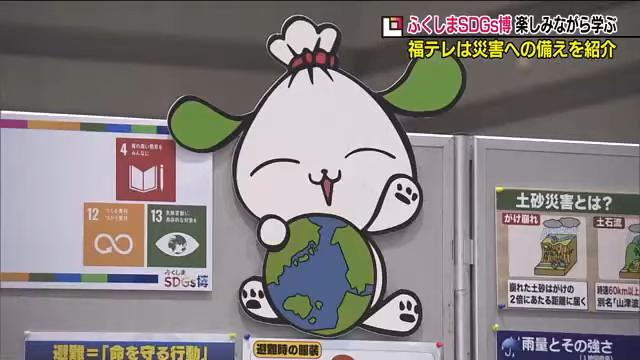 ふくしまSDGs博 楽しみながら学ぶ
福テレは災害への備えを紹介
4 質の高い教育を
みんなに
12 つくる責任
つかう責任
13 気候変動に
具体的な対策を
ふくしま
SDGs博
土砂災害とは?
がけ崩れ
土石流
崩れた土砂はがけの
2倍にあたる距離に届く
時速60km以上
別名「山津波
避難=「命を守る行動」
避難時の服装
雨量とその強さ